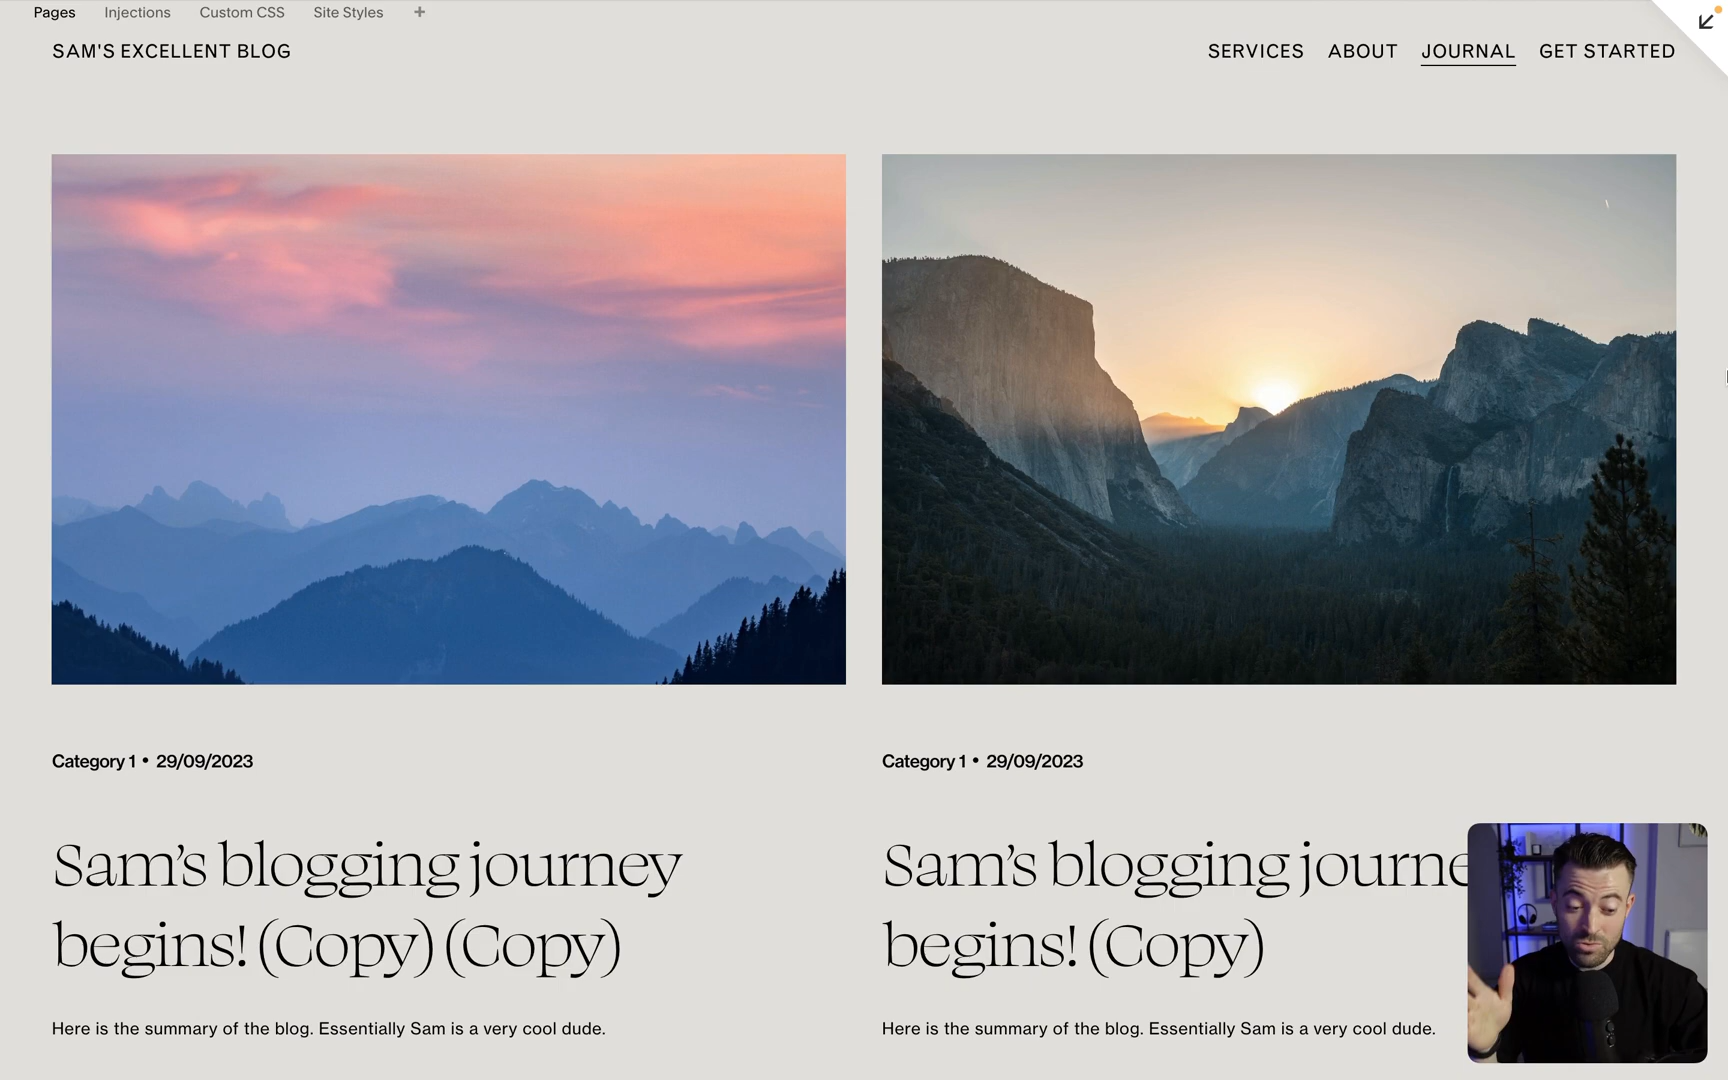 Pages Injections Custom CSS Site Styles +
SAM'S EXCELLENT BLOG
SERVICES ABOUT JOURNAL GET STARTED
Category 1 • 29/09/2023
Sam's blogging journey
begins! (Copy) (Copy)
Here is the summary of the blog. Essentially Sam is a very cool dude.
Category 1 • 29/09/2023
Sam's blogging journe
begins! (Copy)
Here is the summary of the blog. Essentially Sam is a very cool dude.